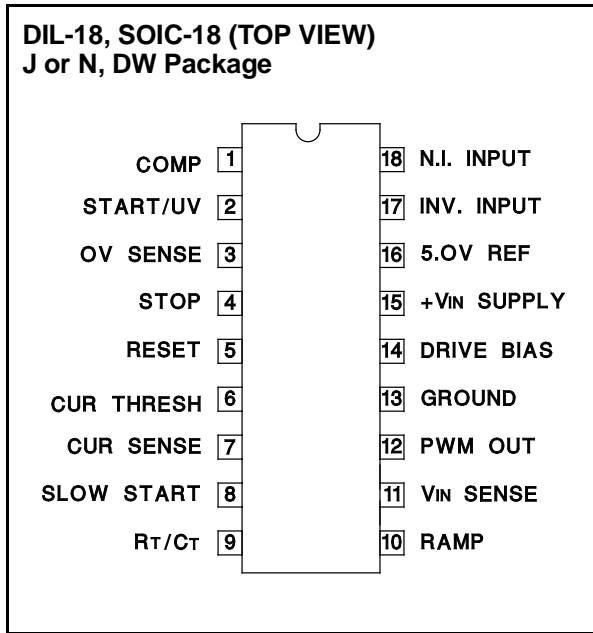 DIL-18, SOIC-18 (TOP VIEW)
J or N, DW Package
COMP 1 18 N.I. INPUT
START/UV 2 17 INV. INPUT
OV SENSE 3 16 5.0V REF
STOP 4 15 +VIN SUPPLY
RESET 5 14 DRIVE BIAS
CUR THRESH 6 13 GROUND
CUR SENSE 7 12 PWM OUT
SLOW START 8 11 VIN SENSE
RT/CT 9 10 RAMP